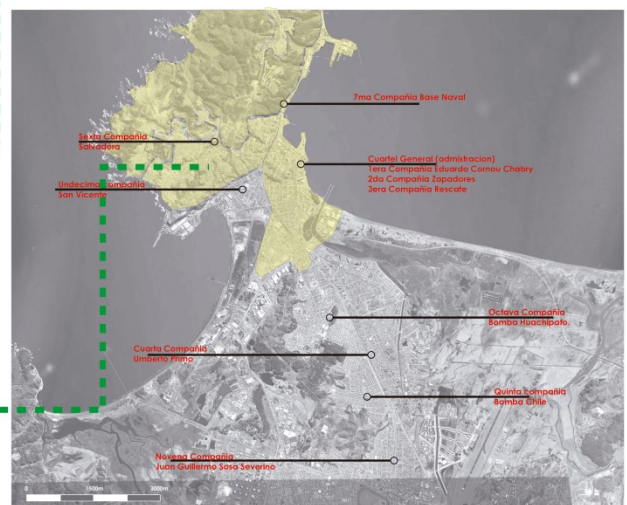 7ma Compañia Base Naval
Sexta Compañia
Salvadora
Cuartel General (admistracion)
1era Compañia Eduardo Cornou Chabry
2da Compañia Zapadores
3era Compañia Rescate
Undecima compañia
San Vicente
Octava Compañia
Bomba Huachipato.
Cuarta Compañia
Umberto Primo
Quinta compañia
Bomba Chile
Novena Compañia
Juan Guillermo Sosa Severino
0 1500m 3000m